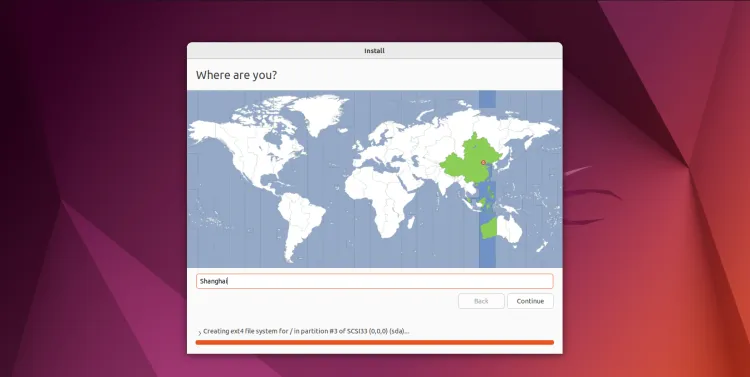 Install
Where are you?
Shanghai
Back
Continue
Creating ext4 file system for / in partition #3 of SCSI33 (0,0,0) (sda)...